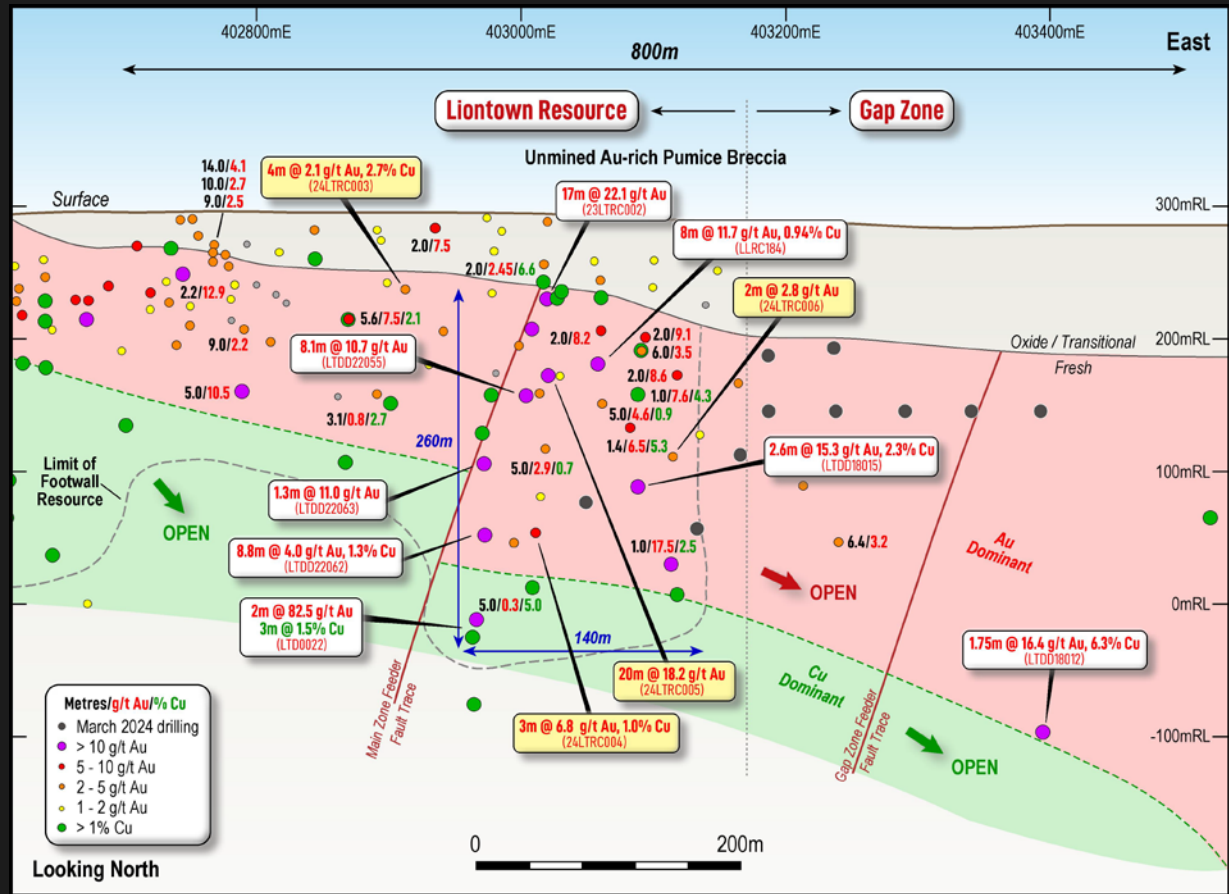 402800mE
403000mE
403200mE
403400mE
East
800m
Liontown Resource
Gap Zone
Unmined Au-rich Pumice Breccia
14.0/4.1
10.0/2.7
9.0/2.5
4m @ 2.1 g/t Au, 2.7% Cu
(24LTRC003)
17m @ 22.1 g/t Au
(23LTRC002)
Surface
300mRL
8m @ 11.7 g/t Au, 0.94% Cu
(LLRC184)
2.0/7.5
2.0/2.45/6.6
2m @ 2.8 g/t Au
(24LTRC006)
2.2/12.9
5.6/7.5/2.1
2.0/8.2
2.0/9.1
6.0/3.5
200mRL
Oxide / Transitional
Fresh
9.0/2.2
8.1m @ 10.7 g/t Au
(LTDD22055)
2.0/8.6
5.0/10.5
1.0/7.6/4.3
3.1/0.8/2.7
5.0/4.6/0.9
260m
1.4/6.5/5.3
2.6m @ 15.3 g/t Au, 2.3% Cu
(LTDD18015)
Limit of
Footwall
Resource
5.0/2.9/0.7
100mRL
1.3m @ 11.0 g/t Au
(LTDD22063)
OPEN
Au
Dominant
8.8m @ 4.0 g/t Au, 1.3% Cu
(LTDD22062)
1.0/17.5/2.5
6.4/3.2
OPEN
2m @ 82.5 g/t Au
3m @ 1.5% Cu
(LTD0022)
5.0/0.3/5.0
0mRL
140m
1.75m @ 16.4 g/t Au, 6.3% Cu
(LTDD18012)
20m @ 18.2 g/t Au
(24LTRC005)
Cu
Dominant
Main Zone Feeder
Fault Trace
3m @ 6.8 g/t Au, 1.0% Cu
(24LTRC004)
Gap Zone Feeder
Fault Trace
-100mRL
OPEN
Metres/g/t Au/% Cu
March 2024 drilling
> 10 g/t Au
5 - 10 g/t Au
2 - 5 g/t Au
1 - 2 g/t Au
> 1% Cu
0
200m
Looking North